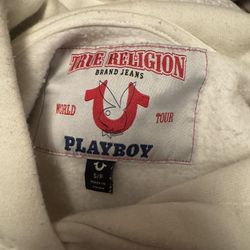 TRUE RELIGION
BRAND JEANS
WORLD TOUR
PLAYBOY
S/P